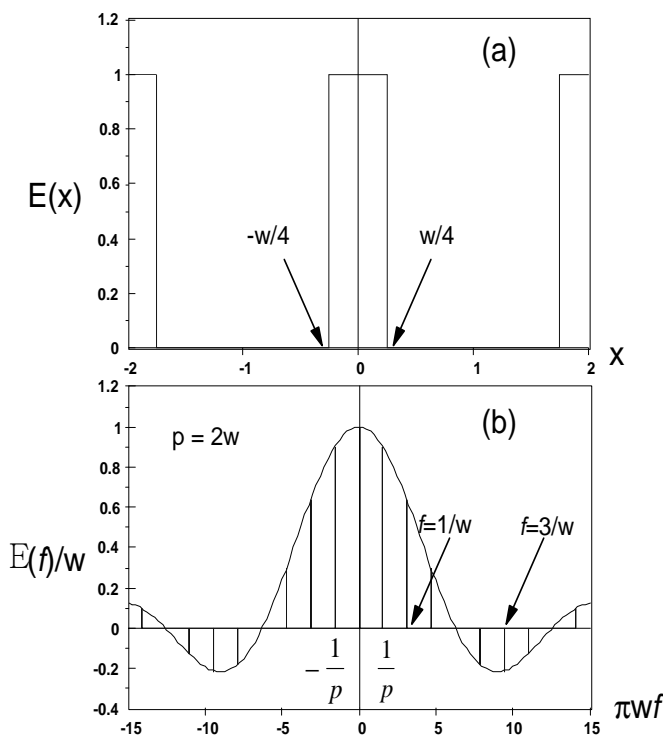 1.2
(a)
1
0.8
E(x)
0.6
0.4
-w/4
w/4
0.2
0
-2
-1
0
1
2
x
1.2
(b)
p = 2w
1
0.8
0.6
f=1/w
f=3/w
E(f)/w
0.4
0.2
0
-0.2
-0.4
- 1/p
1/p
-15
-10
-5
0
5
10
15
πwf